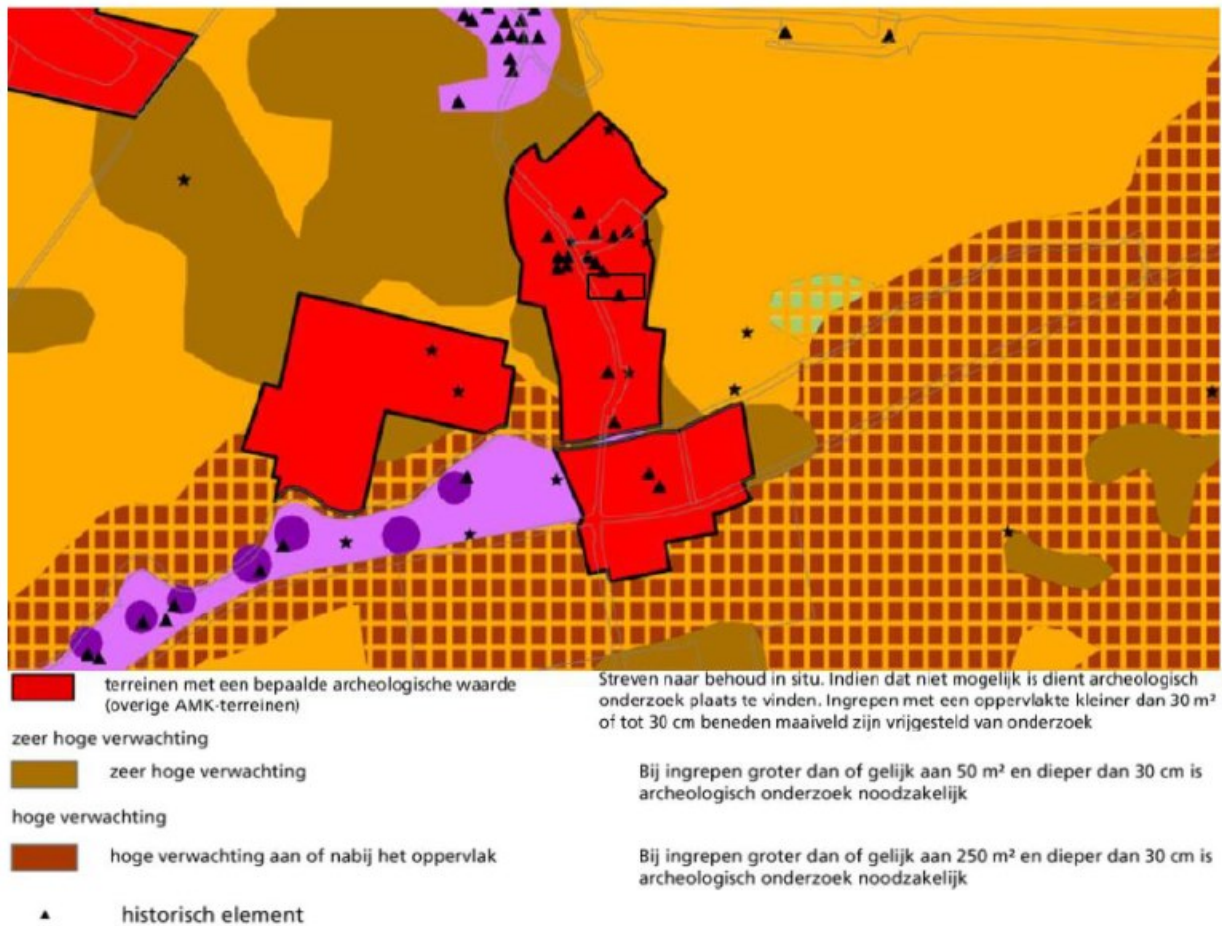 terreinen met een bepaalde archeologische waarde
(overige AMK-terreinen)
Streven naar behoud in situ. Indien dat niet mogelijk is dient archeologisch
onderzoek plaats te vinden. Ingrepen met een oppervlakte kleiner dan 30 m²
of tot 30 cm beneden maaiveld zijn vrijgesteld van onderzoek
zeer hoge verwachting
zeer hoge verwachting
Bij ingrepen groter dan of gelijk aan 50 m² en dieper dan 30 cm is
archeologisch onderzoek noodzakelijk
hoge verwachting
hoge verwachting aan of nabij het oppervlak
Bij ingrepen groter dan of gelijk aan 250 m² en dieper dan 30 cm is
archeologisch onderzoek noodzakelijk
historisch element